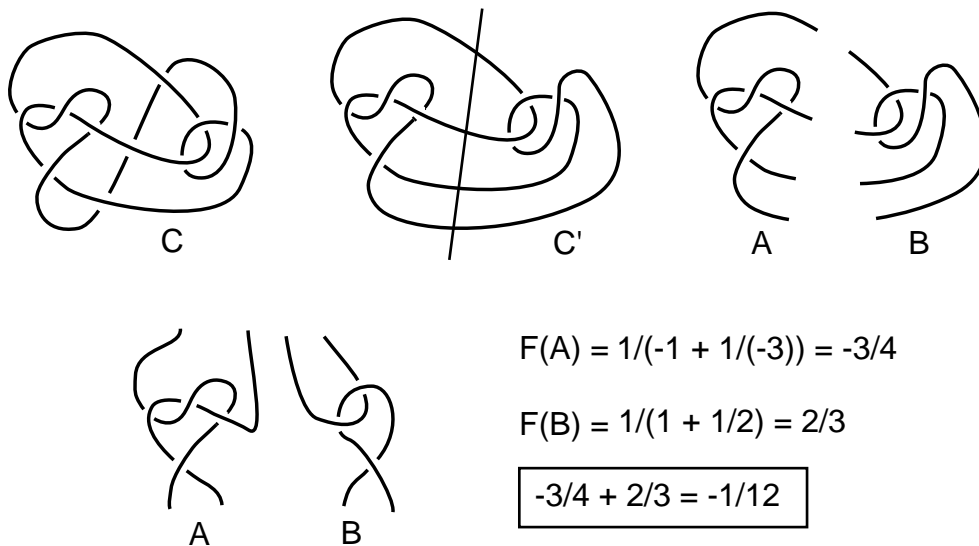 C
C'
A
B
F(A) = 1/(-1 + 1/(-3)) = -3/4
F(B) = 1/(1 + 1/2) = 2/3
-3/4 + 2/3 = -1/12
A
B